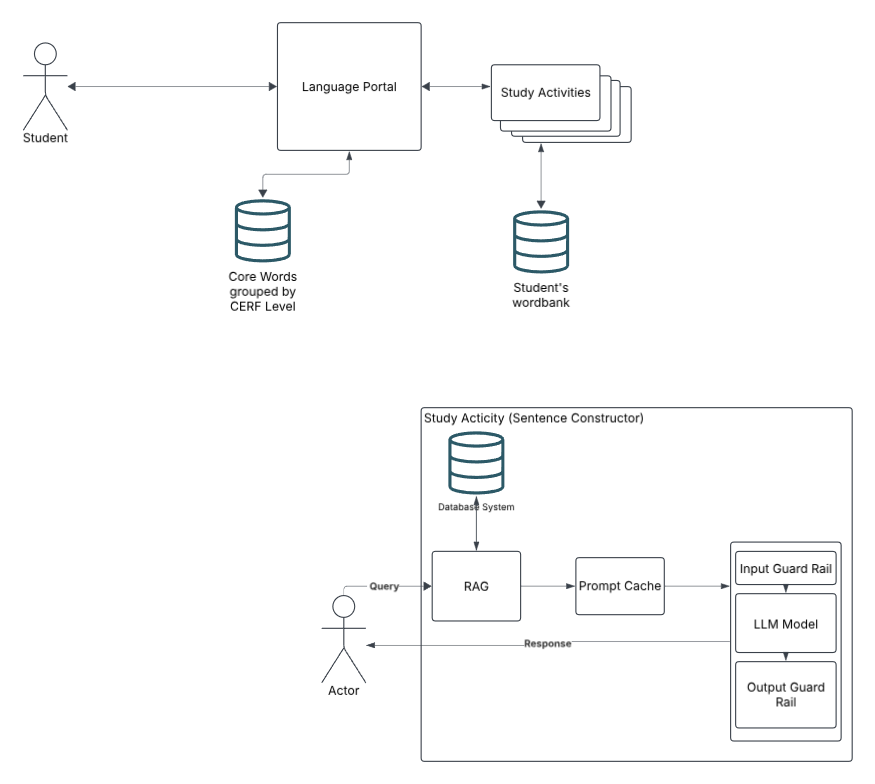 Language Portal
Study Activities
Student
Core Words
grouped by
CERF Level
Student's
wordbank
Study Acticity (Sentence Constructor)
Database System
Query
RAG
Prompt Cache
Input Guard Rail
LLM Model
Response
Output Guard
Rail
Actor